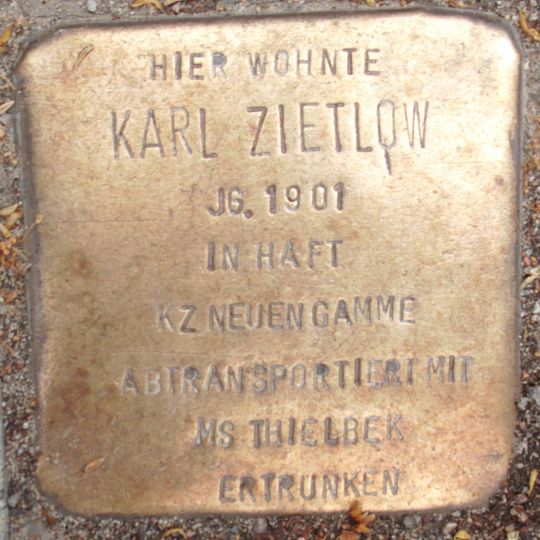 HIER WOHNTE
KARL ZIETLOW
JG. 1901
IN HAFT
KZ NEUENGAMME
ABTRANSPORTIERT MIT
MS THIELBEK
ERTRUNKEN